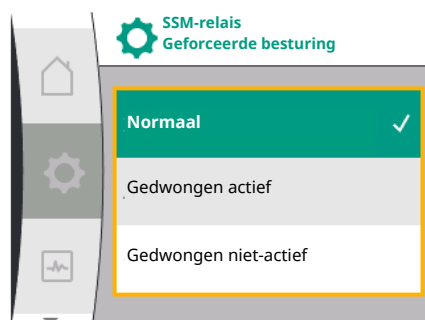 SSM-relais
Geforceerde besturing
Normaal
Gedwongen actief
Gedwongen niet-actief